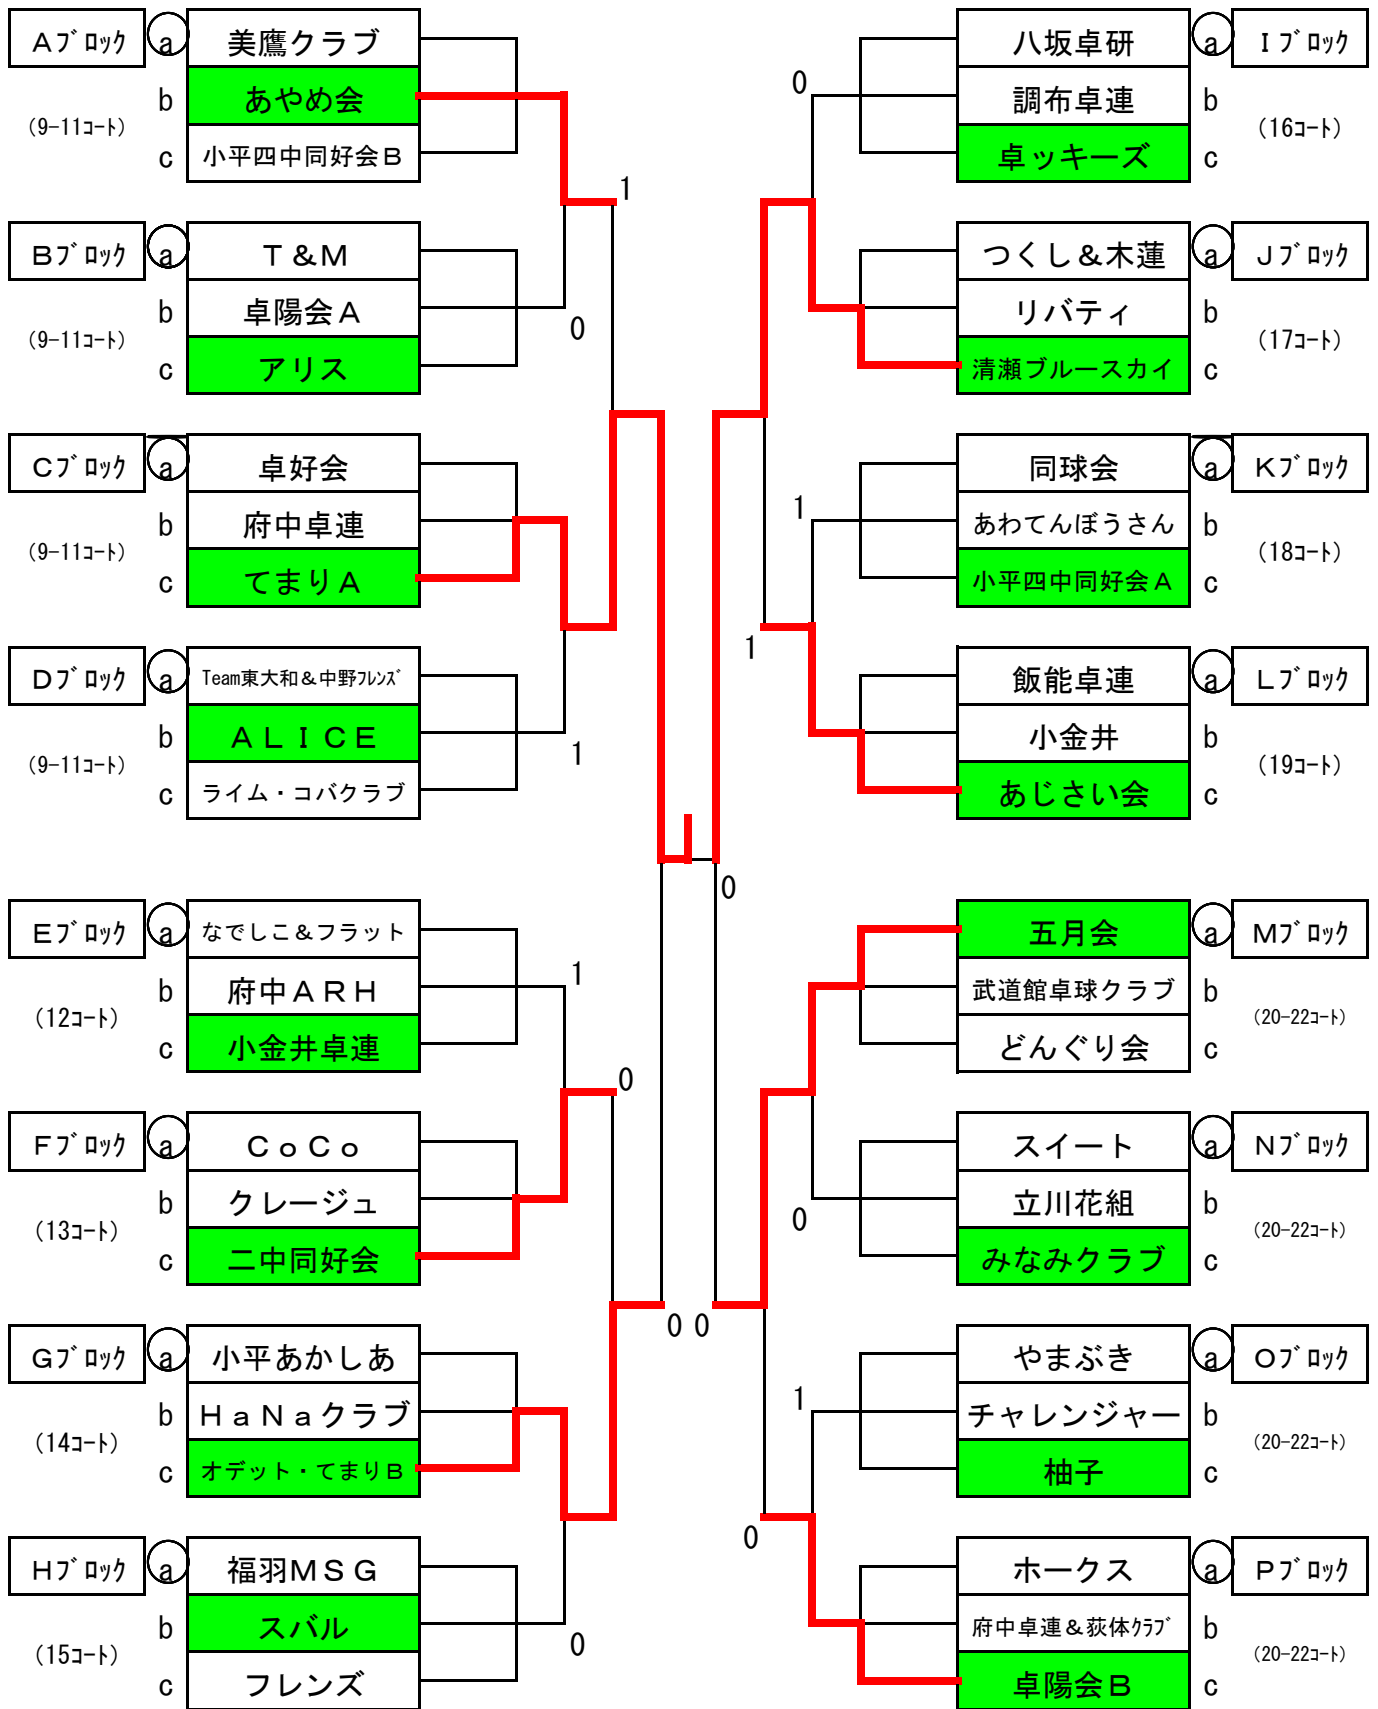 Aブロック a 美鷹クラブ
b あやめ会
(9-11コート)
c 小平四中同好会B
1
Bブロック a T&M
b 卓陽会A
0
(9-11コート)
c アリス
Cブロック a 卓好会
b 府中卓連
(9-11コート)
c てまりA
Dブロック a Team東大和&中野フレンズ
b ALICE
1
(9-11コート)
c ライム・コバクラブ
Eブロック a なでしこ&フラット
1
b 府中ARH
(12コート)
c 小金井卓連
0
Fブロック a CoCo
b クレージュ
(13コート)
c 二中同好会
0
Gブロック a 小平あかしあ
b HaNaクラブ
(14コート)
c オデット・てまりB
Hブロック a 福羽MSG
b スバル
0
(15コート)
c フレンズ
八坂卓研 a Iブロック
0
調布卓連 b
(16コート)
卓ッキーズ c
つくし&木蓮 a Jブロック
リバティ b
(17コート)
清瀬ブルースカイ c
同球会 a Kブロック
1
あわてんぼうさん b
(18コート)
小平四中同好会A c
1
飯能卓連 a Lブロック
小金井 b
(19コート)
あじさい会 c
0
五月会 a Mブロック
武道館卓球クラブ b
(20-22コート)
どんぐり会 c
スイート a Nブロック
立川花組 b
0
(20-22コート)
みなみクラブ c
0
やまぶき a Oブロック
1
チャレンジャー b
(20-22コート)
柚子 c
0
ホークス a Pブロック
府中卓連&荻体クラブ b
(20-22コート)
卓陽会B c